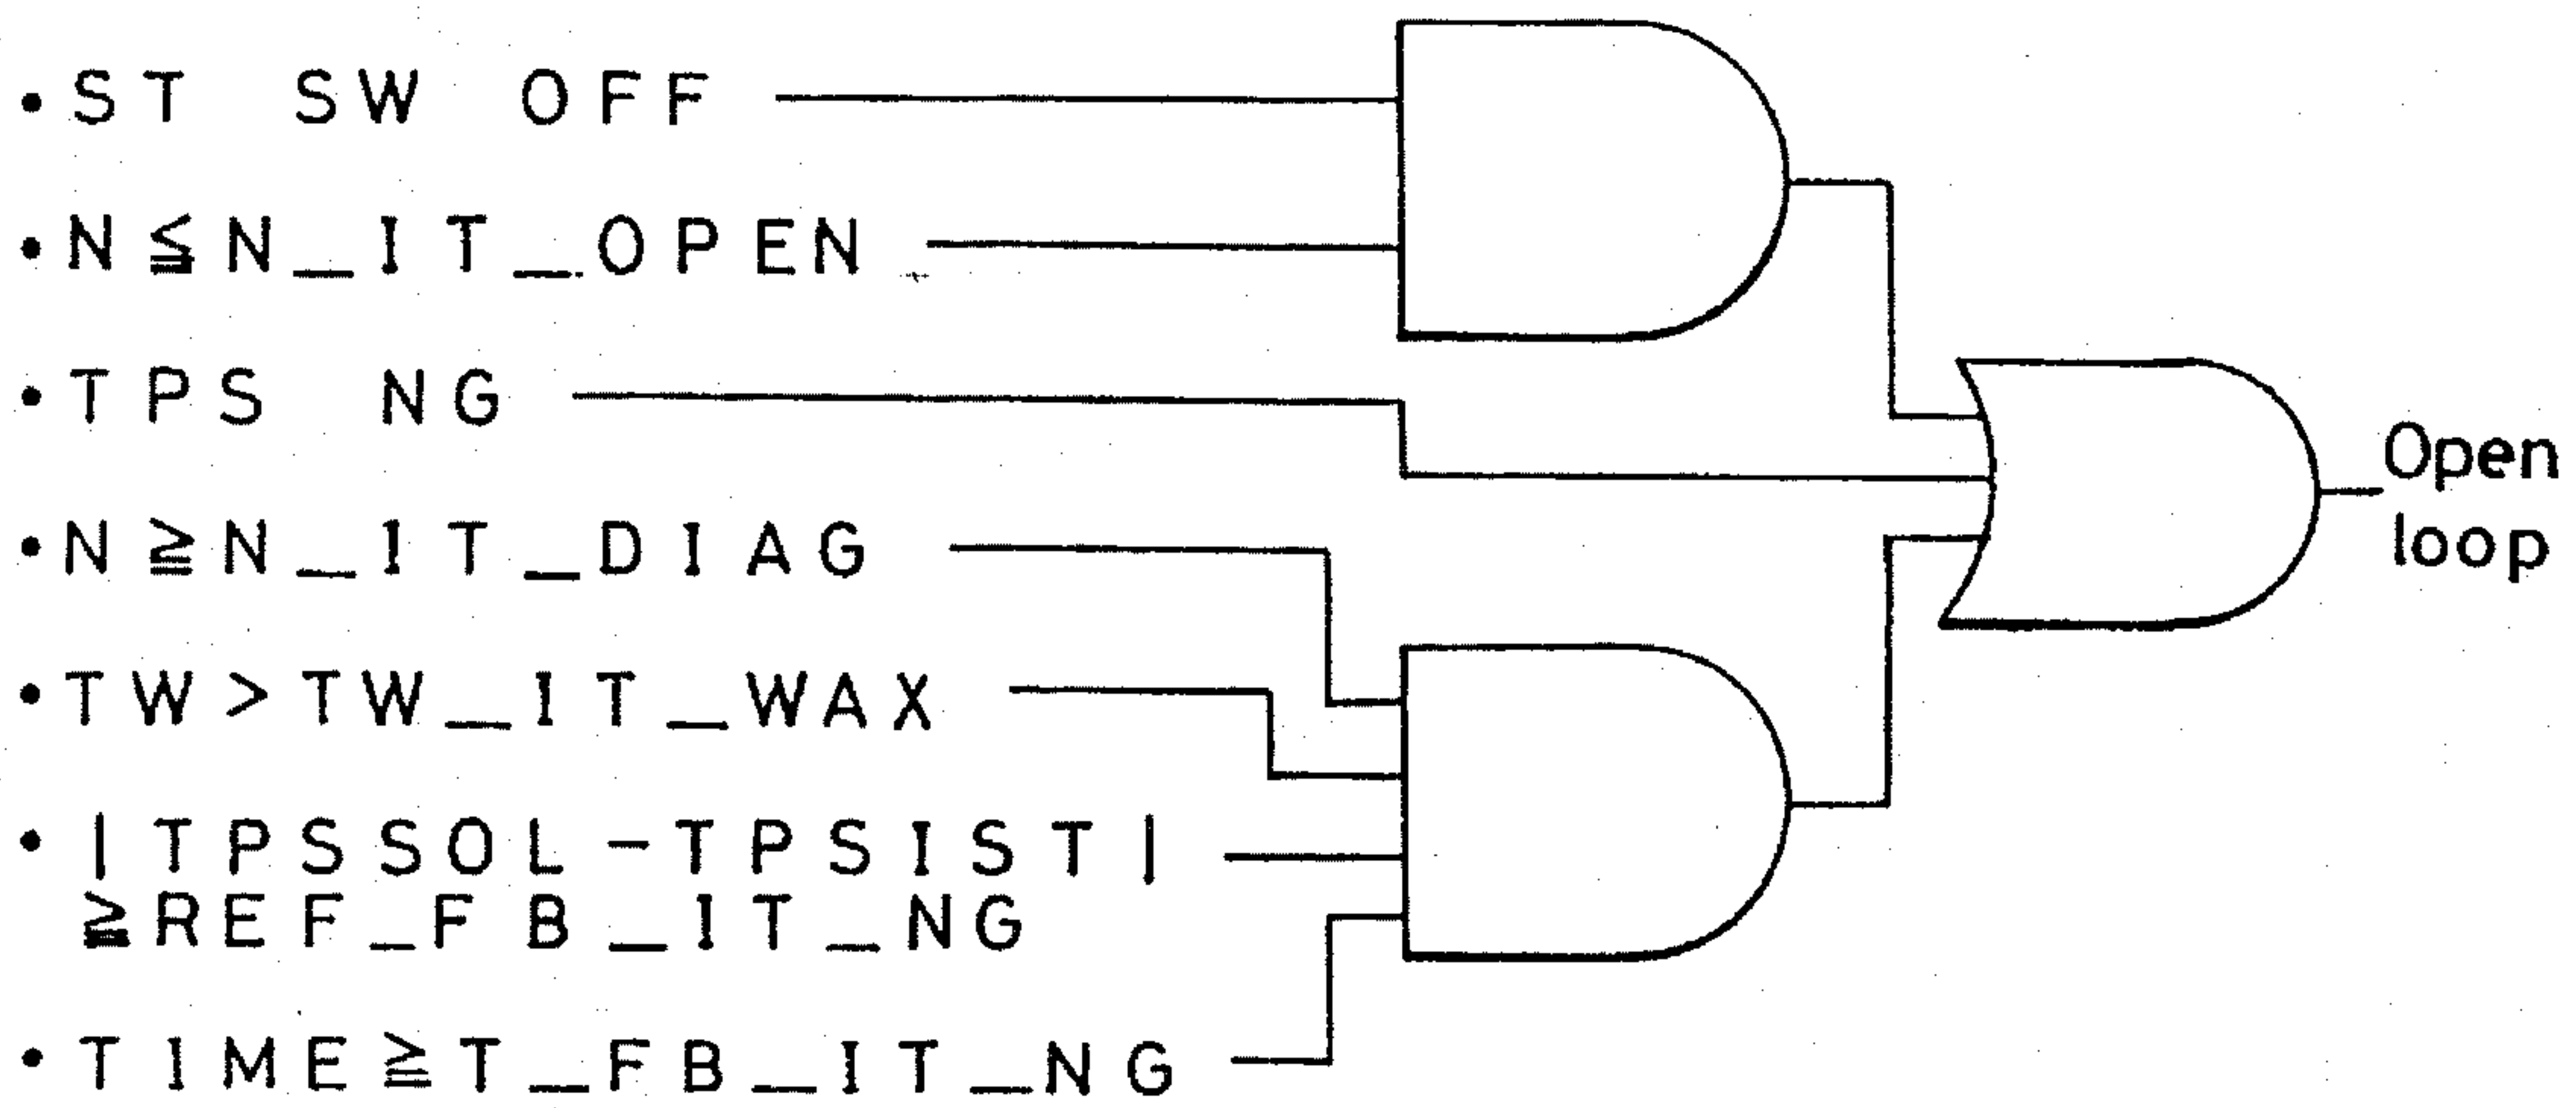 •ST SW OFF
•N≦N_IT_OPEN
•TPS NG
•N≧N_IT_DIAG
•TW>TW_IT_WAX
•|TPSSOL-TPSIST|
≧REF_FB_IT_NG
•TIME≧T_FB_IT_NG
Open
loop